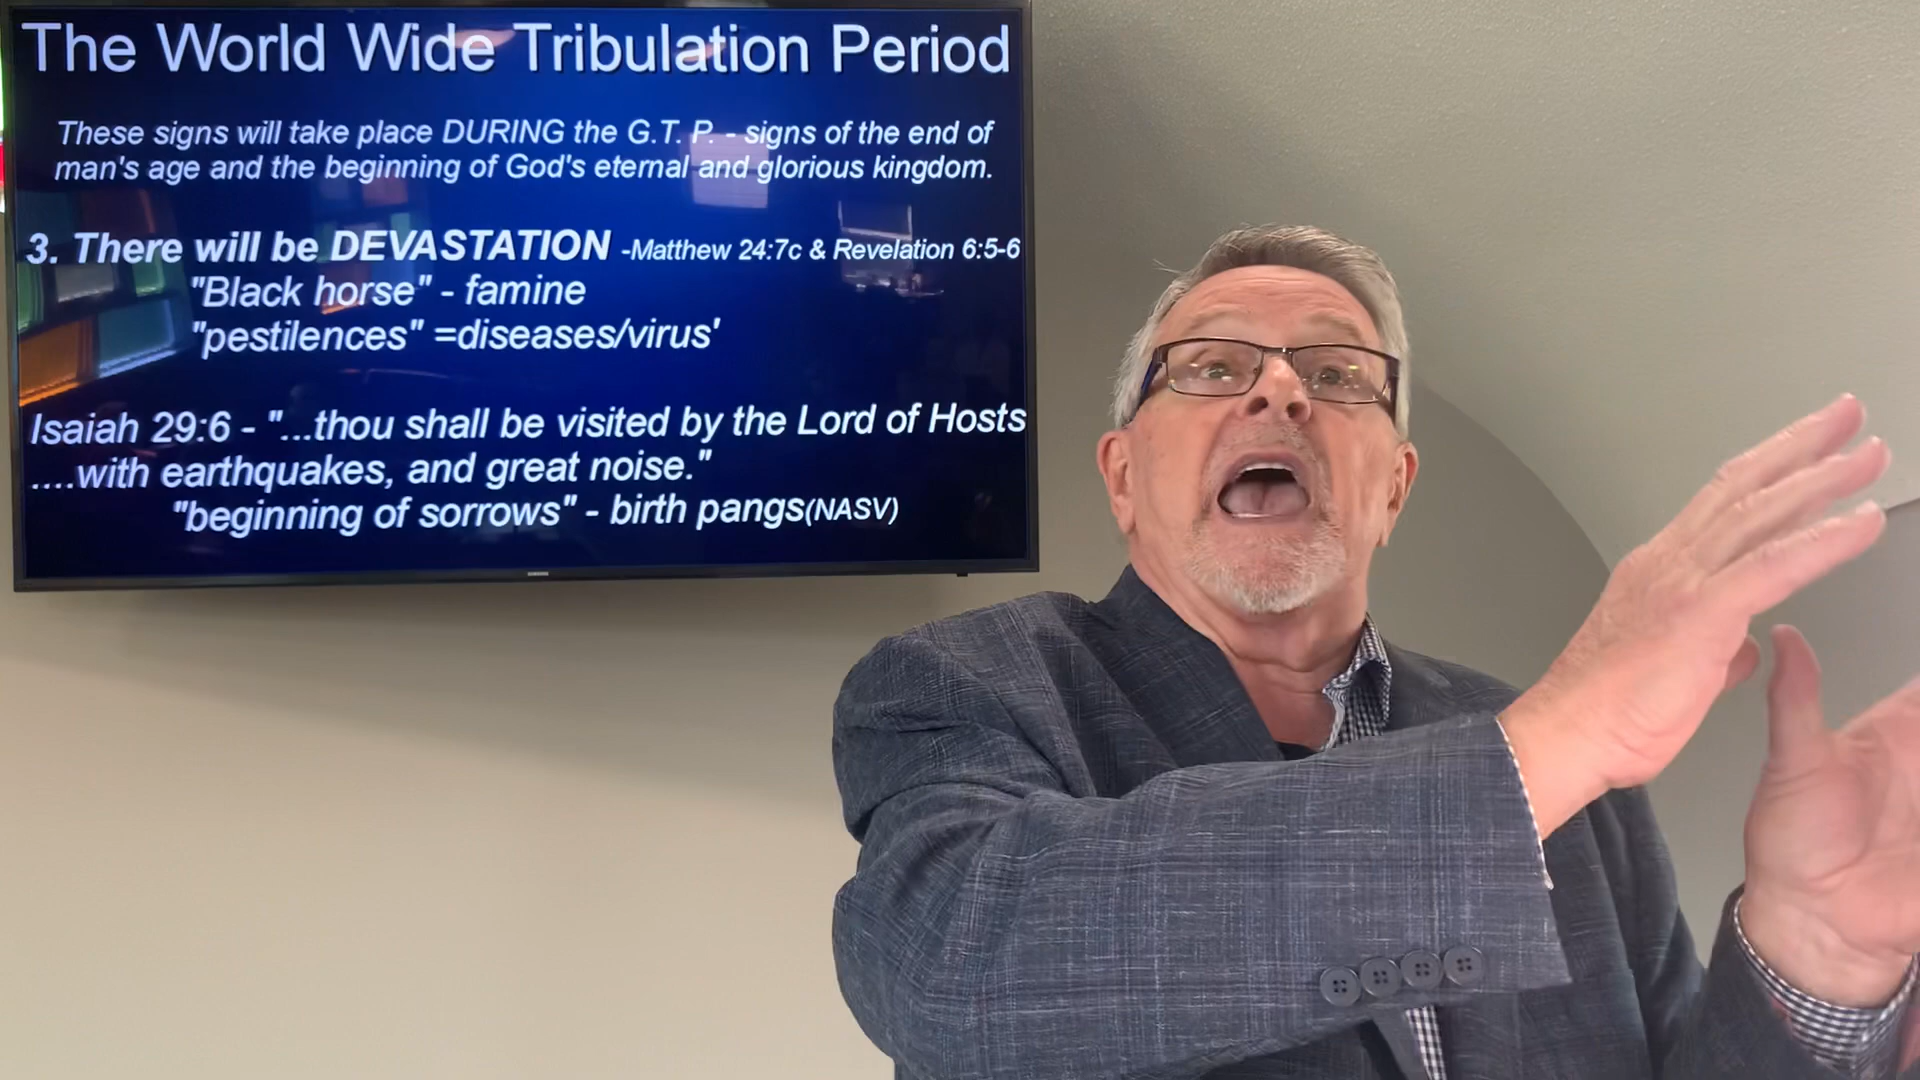 The World Wide Tribulation Period
These signs will take place DURING the G.T. P. - signs of the end of
man's age and the beginning of God's eternal and glorious kingdom.
3. There will be DEVASTATION -Matthew 24:7c & Revelation 6:5-6
"Black horse" - famine
"pestilences" =diseases/virus'
Isaiah 29:6 - "...thou shall be visited by the Lord of Hosts
....with earthquakes, and great noise."
"beginning of sorrows" - birth pangs(NASV)
SAMSUNG